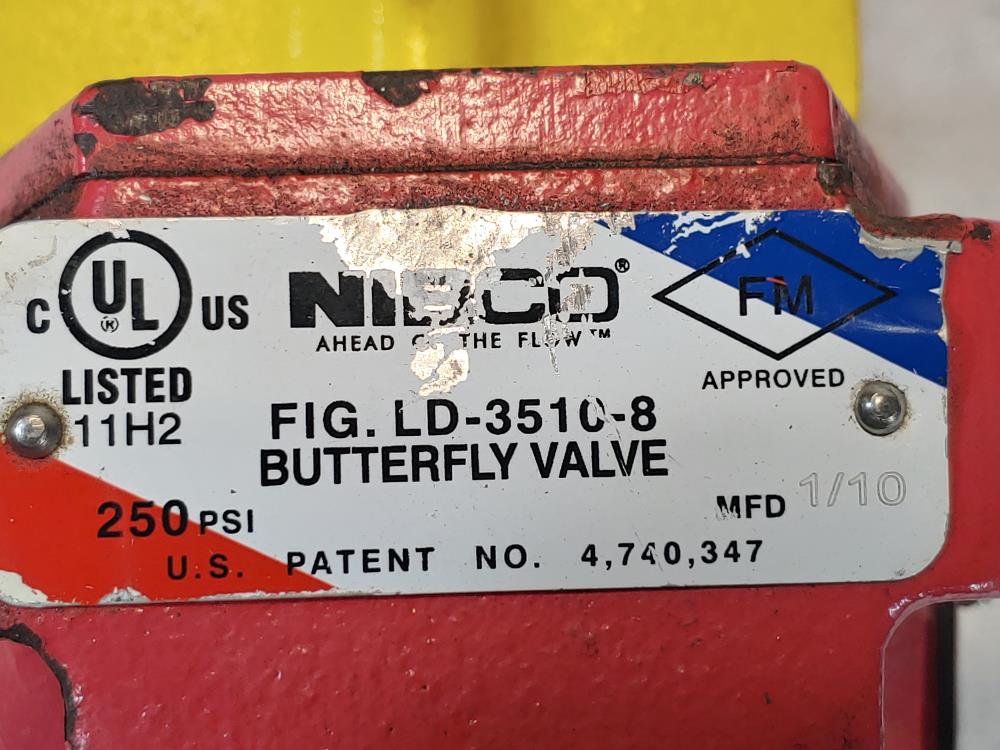 C UL ® US
LISTED
11H2
NIBCO®
AHEAD OF THE FLOW™
FM
APPROVED
FIG. LD-3510-8
BUTTERFLY VALVE
250 PSI
MFD 1/10
U.S. PATENT NO. 4,740,347